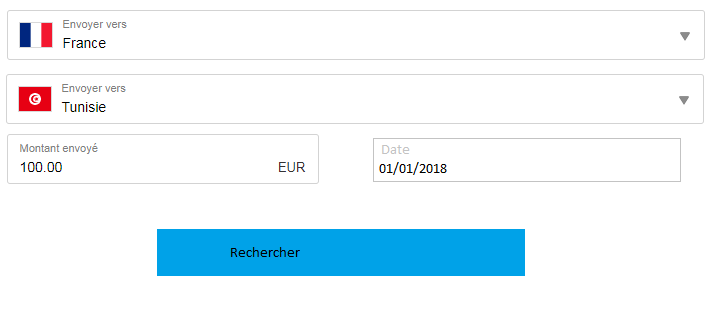 Envoyer vers
France
Envoyer vers
Tunisie
Montant envoyé
100.00 EUR
Date
01/01/2018
Rechercher